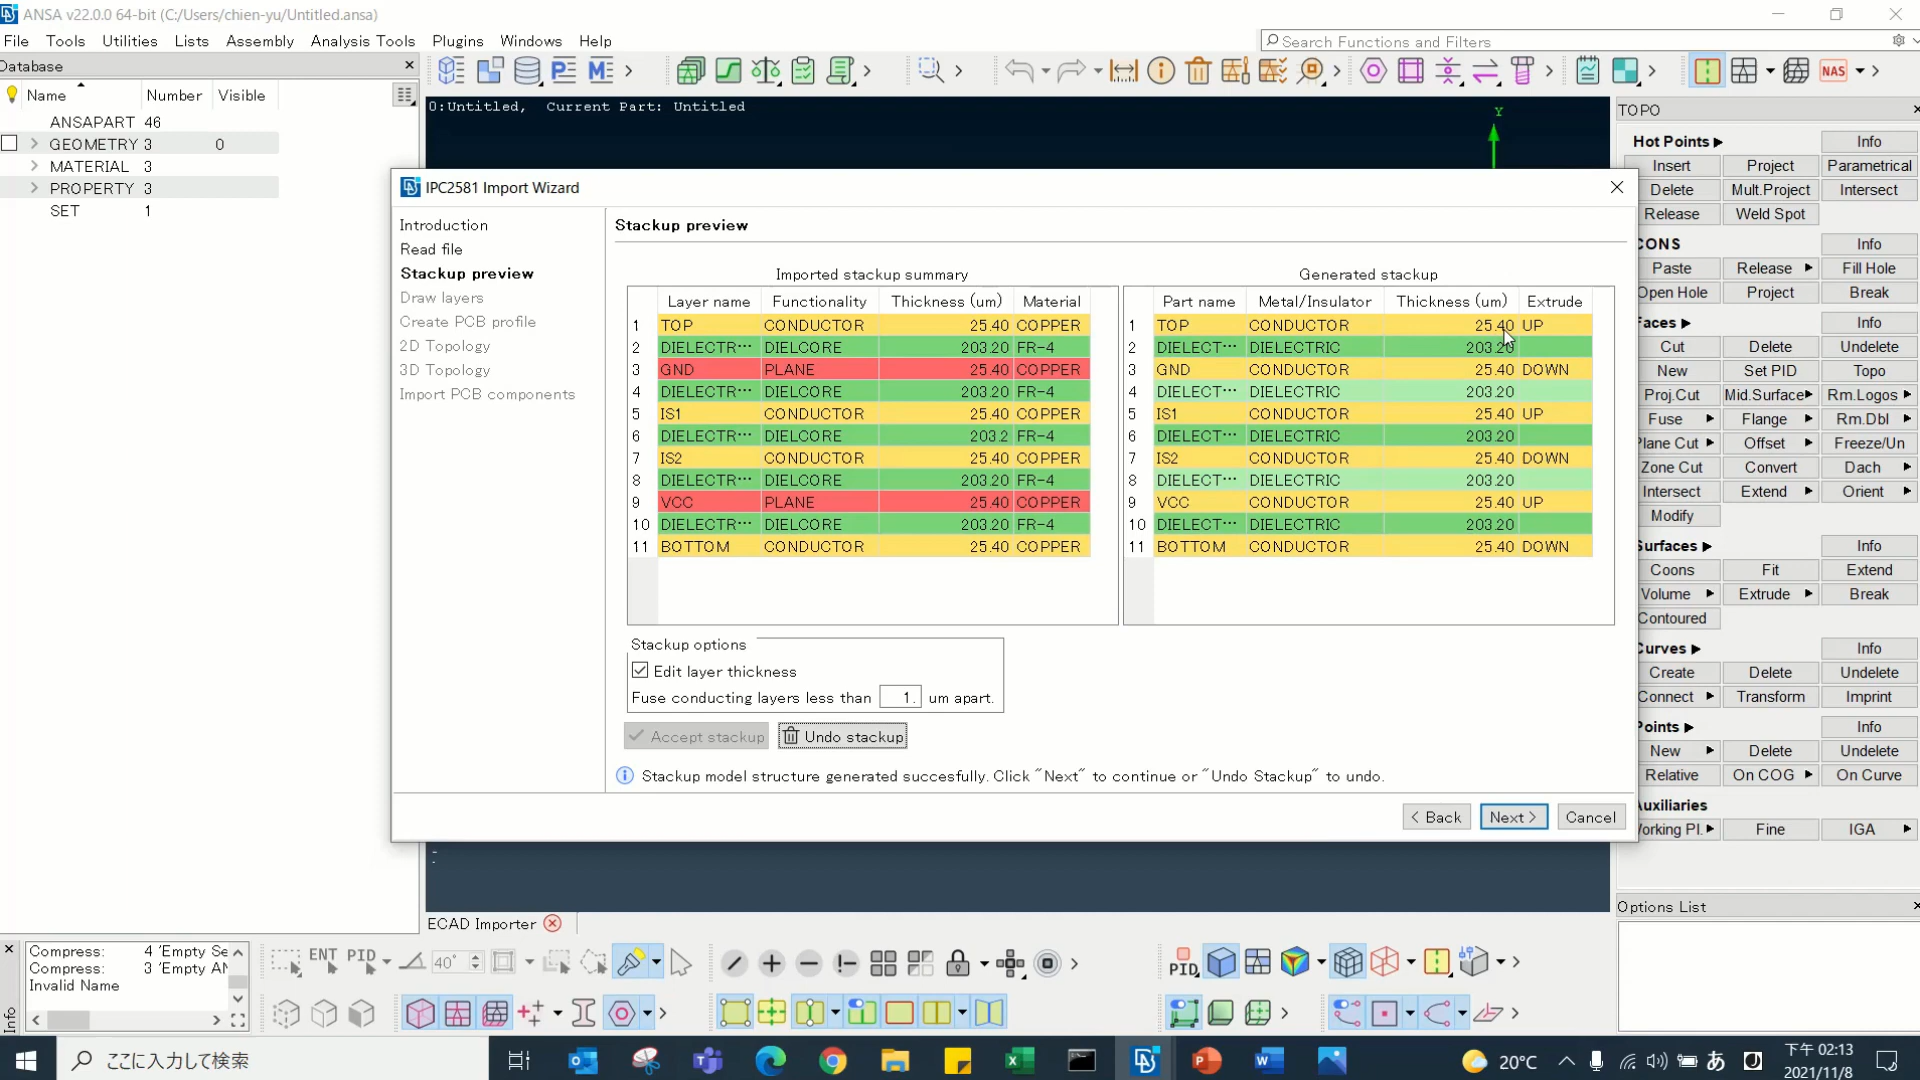 ANSA v22.0.0 64-bit (C:/Users/chien-yu/Untitled.ansa)
File Tools Utilities Lists Assembly Analysis Tools Plugins Windows Help
Search Functions and Filters
Database
Name Number Visible
ANSAPART 46
GEOMETRY 3 0
MATERIAL 3
PROPERTY 3
SET 1
0:Untitled, Current Part: Untitled
Y
IPC2581 Import Wizard
Introduction
Read file
Stackup preview
Draw layers
Create PCB profile
2D Topology
3D Topology
Import PCB components
Stackup preview
Imported stackup summary
Layer name Functionality Thickness (um) Material
1 TOP CONDUCTOR 25.40 COPPER
2 DIELECTR··· DIELCORE 203.20 FR-4
3 GND PLANE 25.40 COPPER
4 DIELECTR··· DIELCORE 203.20 FR-4
5 IS1 CONDUCTOR 25.40 COPPER
6 DIELECTR··· DIELCORE 203.2 FR-4
7 IS2 CONDUCTOR 25.40 COPPER
8 DIELECTR··· DIELCORE 203.20 FR-4
9 VCC PLANE 25.40 COPPER
10 DIELECTR··· DIELCORE 203.20 FR-4
11 BOTTOM CONDUCTOR 25.40 COPPER
Generated stackup
Part name Metal/Insulator Thickness (um) Extrude
1 TOP CONDUCTOR 25.40 UP
2 DIELECT··· DIELECTRIC 203.20
3 GND CONDUCTOR 25.40 DOWN
4 DIELECT··· DIELECTRIC 203.20
5 IS1 CONDUCTOR 25.40 UP
6 DIELECT··· DIELECTRIC 203.20
7 IS2 CONDUCTOR 25.40 DOWN
8 DIELECT··· DIELECTRIC 203.20
9 VCC CONDUCTOR 25.40 UP
10 DIELECT··· DIELECTRIC 203.20
11 BOTTOM CONDUCTOR 25.40 DOWN
Stackup options
Edit layer thickness
Fuse conducting layers less than 1. um apart.
Accept stackup Undo stackup
Stackup model structure generated succesfully. Click "Next" to continue or "Undo Stackup" to undo.
< Back Next > Cancel
NAS
TOPO
Hot Points Info
Insert Project Parametrical
Delete Mult.Project Intersect
Release Weld Spot
CONS Info
Paste Release Fill Hole
Open Hole Project Break
Faces Info
Cut Delete Undelete
New Set PID Topo
Proj.Cut Mid.Surface Rm.Logos
Fuse Flange Rm.Dbl
Plane Cut Offset Freeze/Un
Zone Cut Convert Dach
Intersect Extend Orient
Modify
Surfaces Info
Coons Fit Extend
Volume Extrude Break
Contoured
Curves Info
Create Delete Undelete
Connect Transform Imprint
Points Info
New Delete Undelete
Relative On COG On Curve
Auxiliaries
Working Pl. Fine IGA
Options List
ECAD Importer
Compress: 4 'Empty Se
Compress: 3 'Empty AN
Invalid Name
Info
ENT PID 40°
PID
ここに入力して検索
20°C
あ
下午 02:13
2021/11/8